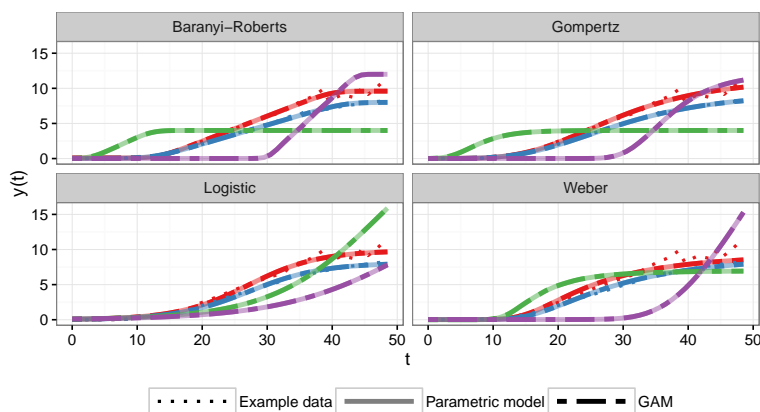 Baranyi−Roberts
Gompertz
15
10
5
0
Logistic
Weber
15
10
5
0
y(t)
0 10 20 30 40 50
0 10 20 30 40 50
t
Example data
Parametric model
GAM